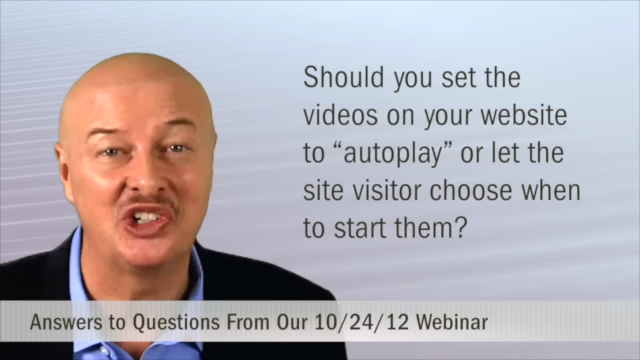 Should you set the
videos on your website
to “autoplay” or let the
site visitor choose when
to start them?
Answers to Questions From Our 10/24/12 Webinar